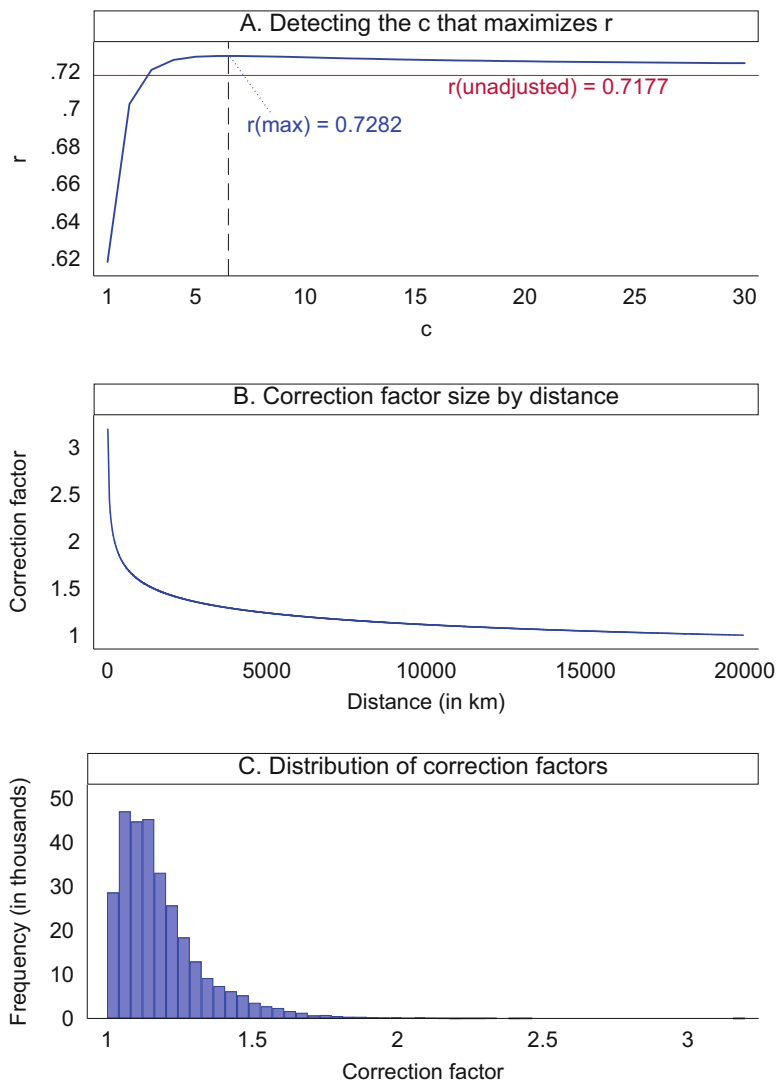 A. Detecting the c that maximizes r
.72
.7
.68
.66
.64
.62
r
r(unadjusted) = 0.7177
r(max) = 0.7282
1 5 10 15 20 25 30
c
B. Correction factor size by distance
3
2.5
2
1.5
1
Correction factor
0 5000 10000 15000 20000
Distance (in km)
C. Distribution of correction factors
50
40
30
20
10
0
Frequency (in thousands)
1 1.5 2 2.5 3
Correction factor